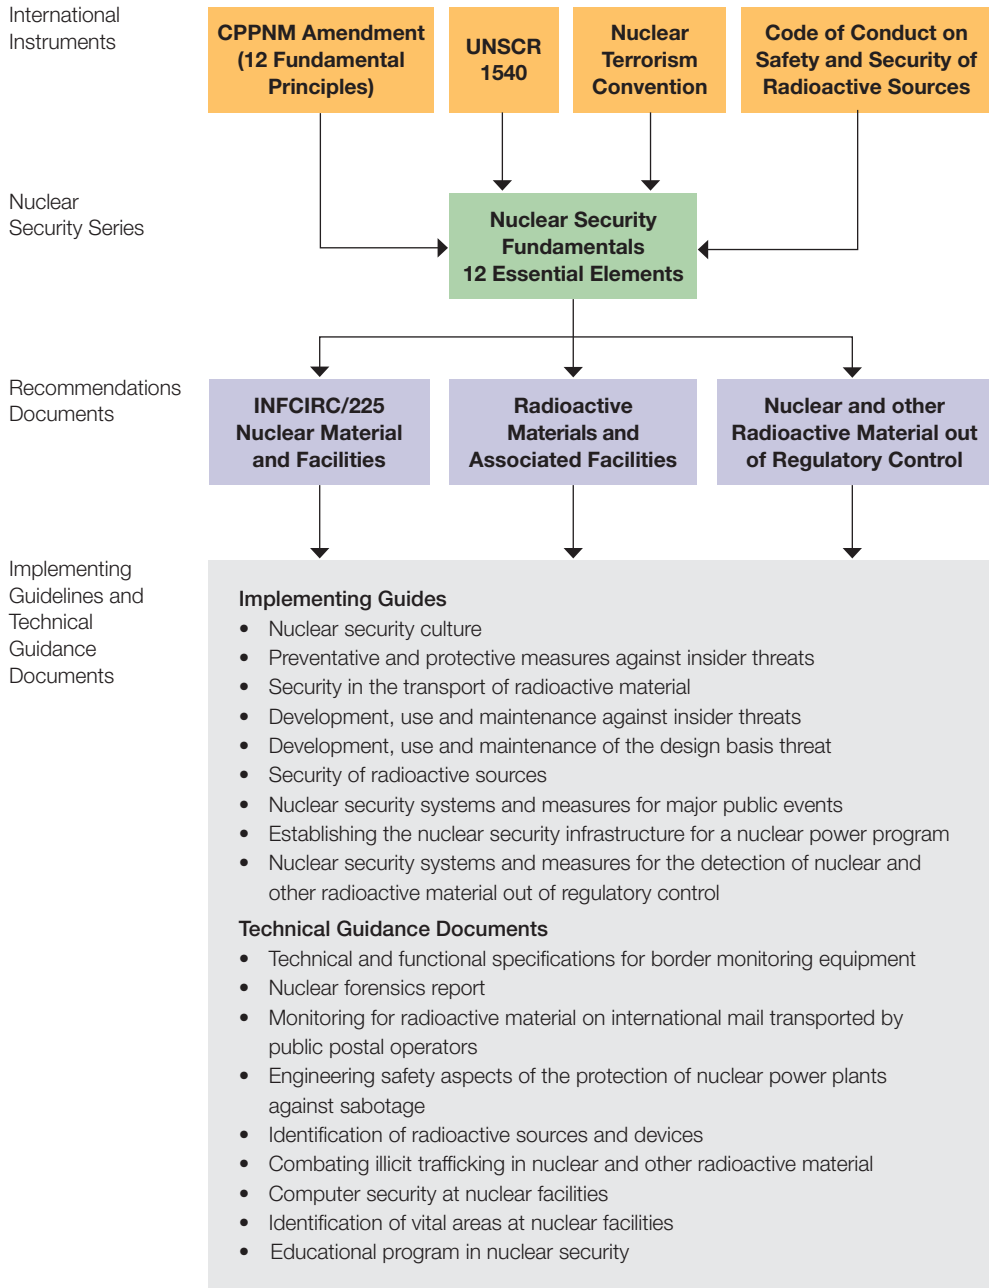 International
Instruments
CPPNM Amendment
(12 Fundamental
Principles)
UNSCR
1540
Nuclear
Terrorism
Convention
Code of Conduct on
Safety and Security of
Radioactive Sources
Nuclear
Security Series
Nuclear Security
Fundamentals
12 Essential Elements
Recommendations
Documents
INFCIRC/225
Nuclear Material
and Facilities
Radioactive
Materials and
Associated Facilities
Nuclear and other
Radioactive Material out
of Regulatory Control
Implementing
Guidelines and
Technical
Guidance
Documents
Implementing Guides
• Nuclear security culture
• Preventative and protective measures against insider threats
• Security in the transport of radioactive material
• Development, use and maintenance against insider threats
• Development, use and maintenance of the design basis threat
• Security of radioactive sources
• Nuclear security systems and measures for major public events
• Establishing the nuclear security infrastructure for a nuclear power program
• Nuclear security systems and measures for the detection of nuclear and
other radioactive material out of regulatory control
Technical Guidance Documents
• Technical and functional specifications for border monitoring equipment
• Nuclear forensics report
• Monitoring for radioactive material on international mail transported by
public postal operators
• Engineering safety aspects of the protection of nuclear power plants
against sabotage
• Identification of radioactive sources and devices
• Combating illicit trafficking in nuclear and other radioactive material
• Computer security at nuclear facilities
• Identification of vital areas at nuclear facilities
• Educational program in nuclear security